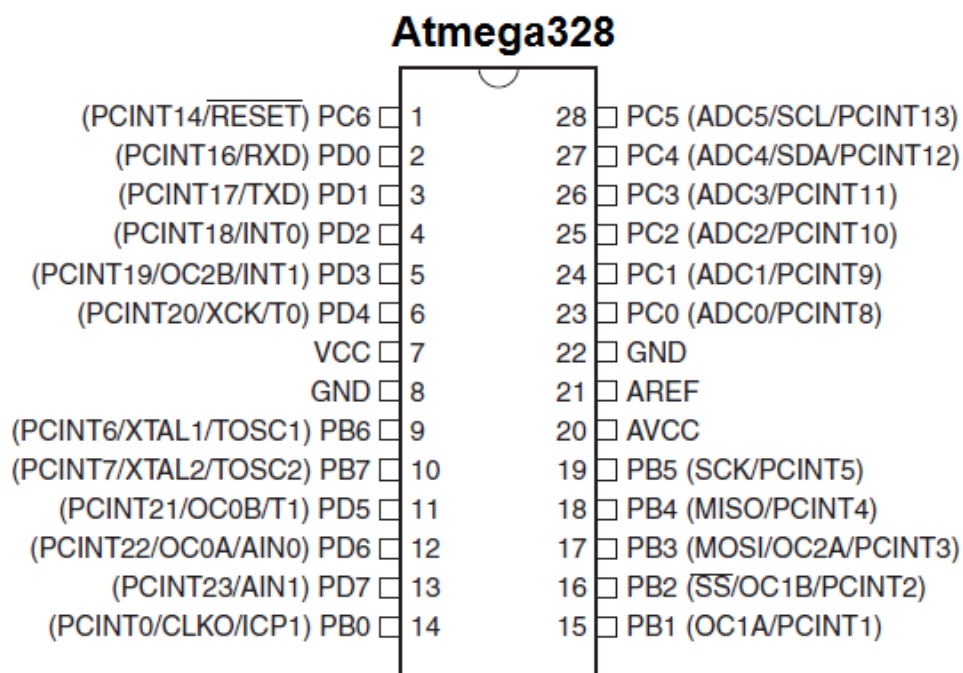 Atmega328
(PCINT14/RESET) PC6 1 28 PC5 (ADC5/SCL/PCINT13)
(PCINT16/RXD) PD0 2 27 PC4 (ADC4/SDA/PCINT12)
(PCINT17/TXD) PD1 3 26 PC3 (ADC3/PCINT11)
(PCINT18/INT0) PD2 4 25 PC2 (ADC2/PCINT10)
(PCINT19/OC2B/INT1) PD3 5 24 PC1 (ADC1/PCINT9)
(PCINT20/XCK/T0) PD4 6 23 PC0 (ADC0/PCINT8)
VCC 7 22 GND
GND 8 21 AREF
(PCINT6/XTAL1/TOSC1) PB6 9 20 AVCC
(PCINT7/XTAL2/TOSC2) PB7 10 19 PB5 (SCK/PCINT5)
(PCINT21/OC0B/T1) PD5 11 18 PB4 (MISO/PCINT4)
(PCINT22/OC0A/AIN0) PD6 12 17 PB3 (MOSI/OC2A/PCINT3)
(PCINT23/AIN1) PD7 13 16 PB2 (SS/OC1B/PCINT2)
(PCINT0/CLKO/ICP1) PB0 14 15 PB1 (OC1A/PCINT1)